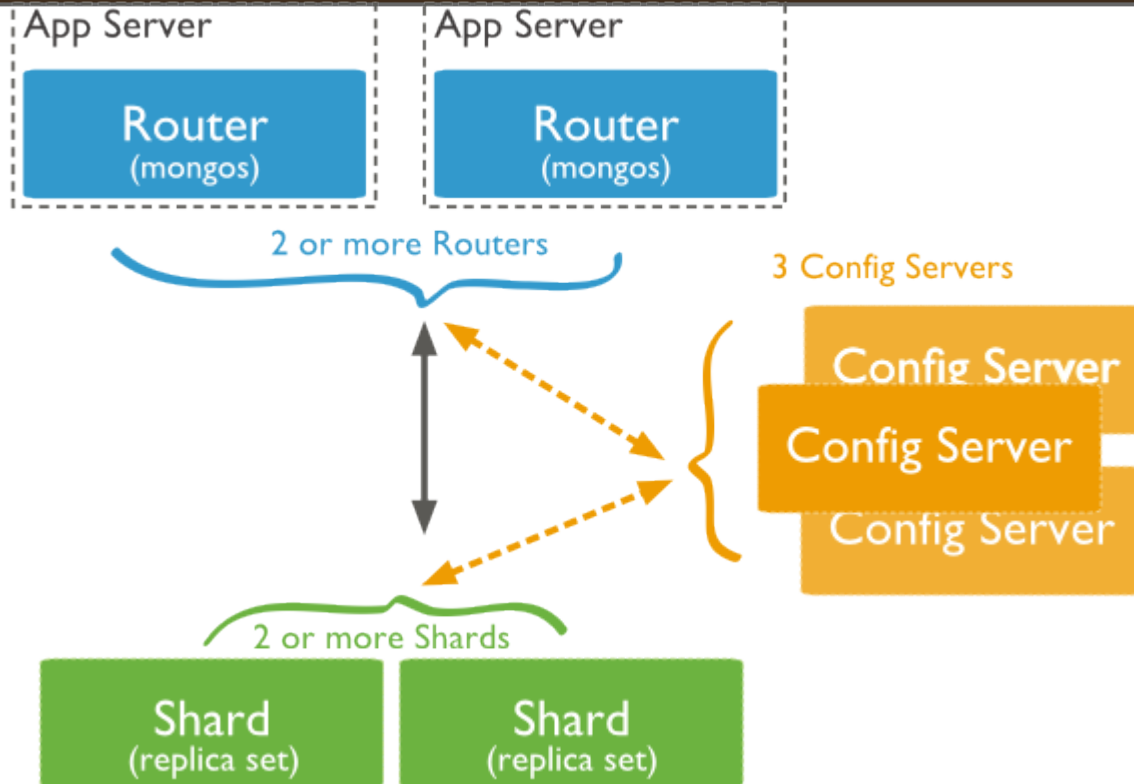 App Server
App Server
Router
(mongos)
Router
(mongos)
2 or more Routers
3 Config Servers
Config Server
Config Server
Config Server
2 or more Shards
Shard
(replica set)
Shard
(replica set)